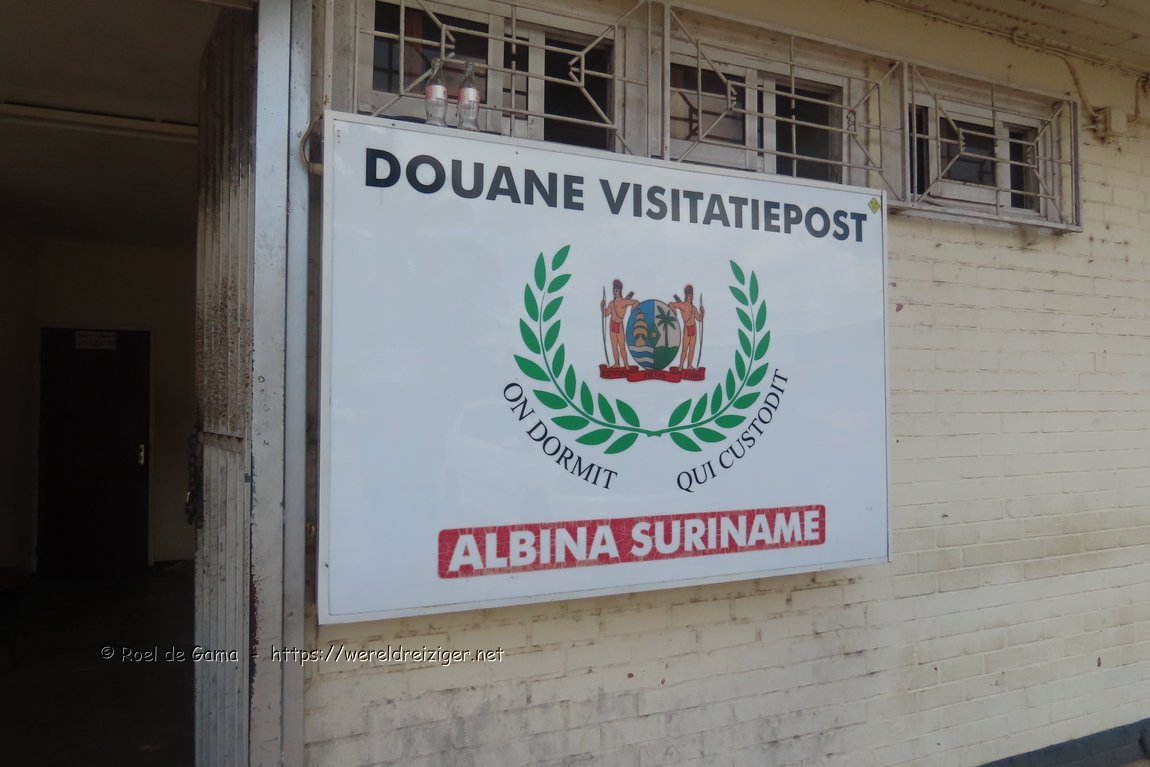 DOUANE VISITATIEPOST
ON DORMIT
QUI CUSTODIT
ALBINA SURINAME
© Roel de Gama - https://wereldreiziger.net